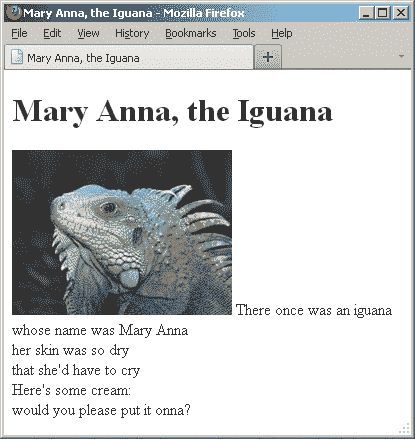 Mary Anna, the Iguana - Mozilla Firefox
File Edit View History Bookmarks Tools Help
Mary Anna, the Iguana
Mary Anna, the Iguana
There once was an iguana
whose name was Mary Anna
her skin was so dry
that she'd have to cry
Here's some cream:
would you please put it onna?